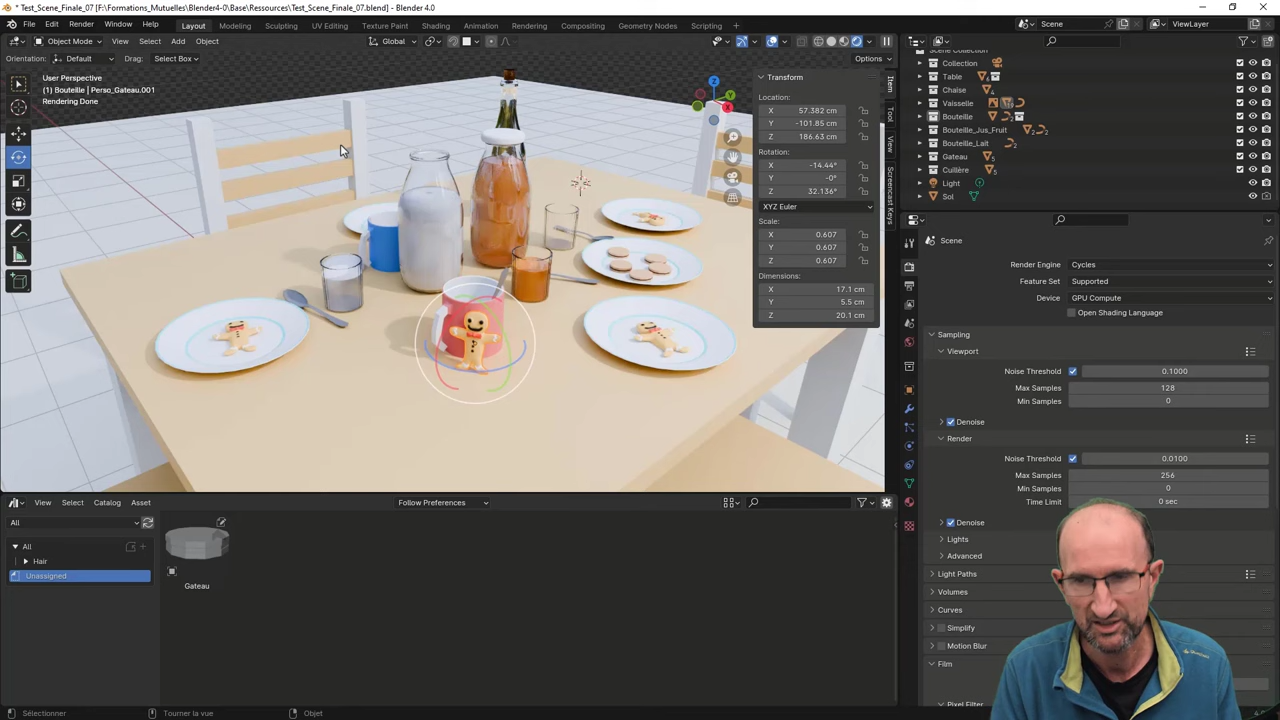 *Test_Scene_Finale_07 [F:\Formations_Mutuelles\Blender4-0\Base\Ressources\Test_Scene_Finale_07.blend] - Blender 4.0
File Edit Render Window Help Layout Modeling Sculpting UV Editing Texture Paint Shading Animation Rendering Compositing Geometry Nodes Scripting + Scene ViewLayer
Object Mode View Select Add Object Global
Orientation: Default Drag: Select Box Options
User Perspective
(1) Bouteille | Perso_Gateau.001
Rendering Done
Z
Y
X
Transform
Location:
X 57.382 cm
Y -101.85 cm
Z 186.63 cm
Rotation:
X -14.44°
Y -0°
Z 32.136°
XYZ Euler
Scale:
X 0.607
Y 0.607
Z 0.607
Dimensions:
X 17.1 cm
Y 5.5 cm
Z 20.1 cm
Item
Tool
View
Screencast Keys
Scene Collection
Collection
Table
Chaise
Vaisselle
Bouteille
Bouteille_Jus_Fruit
Bouteille_Lait
Gateau
Cuillère
Light
Sol
Scene
Render Engine Cycles
Feature Set Supported
Device GPU Compute
Open Shading Language
Sampling
Viewport
Noise Threshold 0.1000
Max Samples 128
Min Samples 0
Denoise
Render
Noise Threshold 0.0100
Max Samples 256
Min Samples 0
Time Limit 0 sec
Denoise
Lights
Advanced
Light Paths
Volumes
Curves
Simplify
Motion Blur
Film
View Select Catalog Asset Follow Preferences
All
All
Hair
Unassigned
Gateau
Sélectionner Tourner la vue Objet